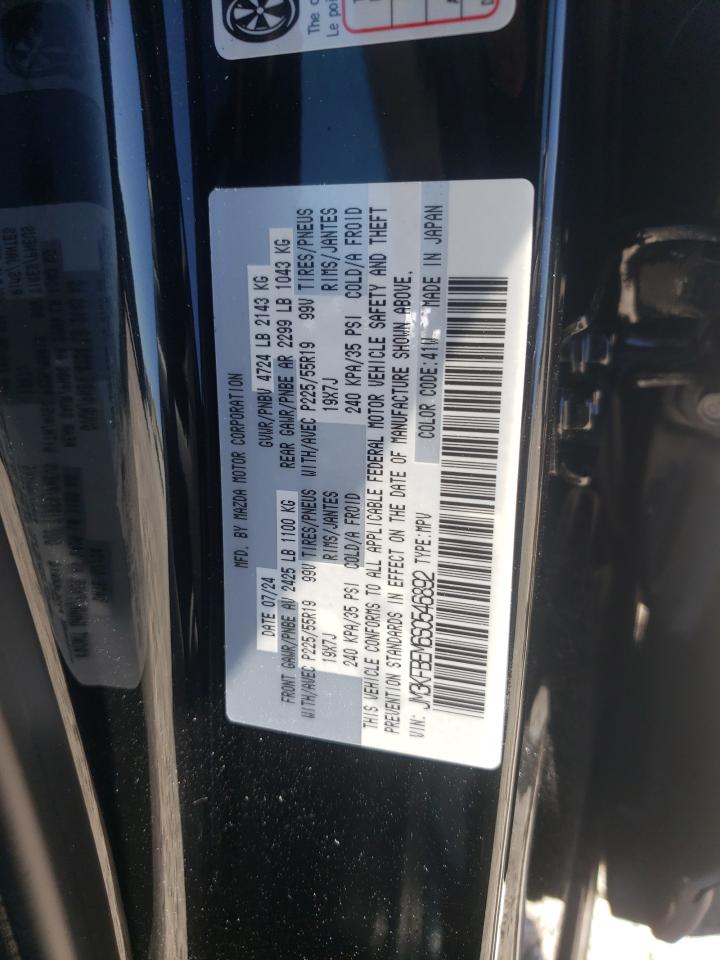 The c
Le poi
MFD. BY MAZDA MOTOR CORPORATION
DATE 07/24 GVWR/PNBV 4724 LB 2143 KG
FRONT GAWR/PNBE AV 2425 LB 1100 KG REAR GAWR/PNBE AR 2299 LB 1043 KG
WITH/AVEC P225/55R19 99V TIRES/PNEUS WITH/AVEC P225/55R19 99V TIRES/PNEUS
19X7J RIMS/JANTES 19X7J RIMS/JANTES
240 KPA/35 PSI COLD/A FROID 240 KPA/35 PSI COLD/A FROID
THIS VEHICLE CONFORMS TO ALL APPLICABLE FEDERAL MOTOR VEHICLE SAFETY AND THEFT
PREVENTION STANDARDS IN EFFECT ON THE DATE OF MANUFACTURE SHOWN ABOVE.
VIN: JM3KFBEM6S0546892 TYPE:MPV COLOR CODE:41W MADE IN JAPAN